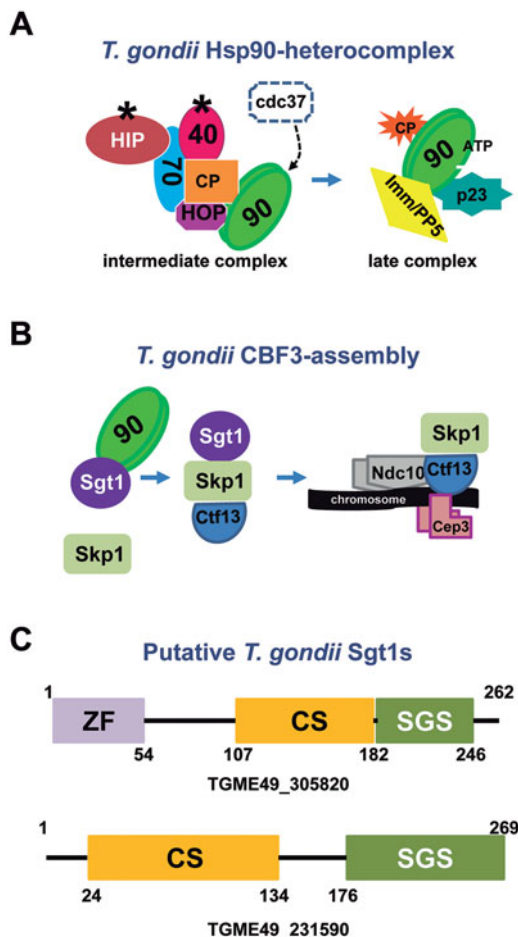 A
T. gondii Hsp90-heterocomplex
* *
HIP
70
40
CP
HOP
90
cdc37
intermediate complex
CP
90
ATP
Imm/PP5
p23
late complex
B
T. gondii CBF3-assembly
90
Sgt1
Skp1
Sgt1
Skp1
Ctf13
Skp1
Ndc10
Ctf13
chromosome
Cep3
C
Putative T. gondii Sgt1s
1 262
ZF CS SGS
54 107 182 246
TGME49_305820
1 269
CS SGS
24 134 176
TGME49_231590